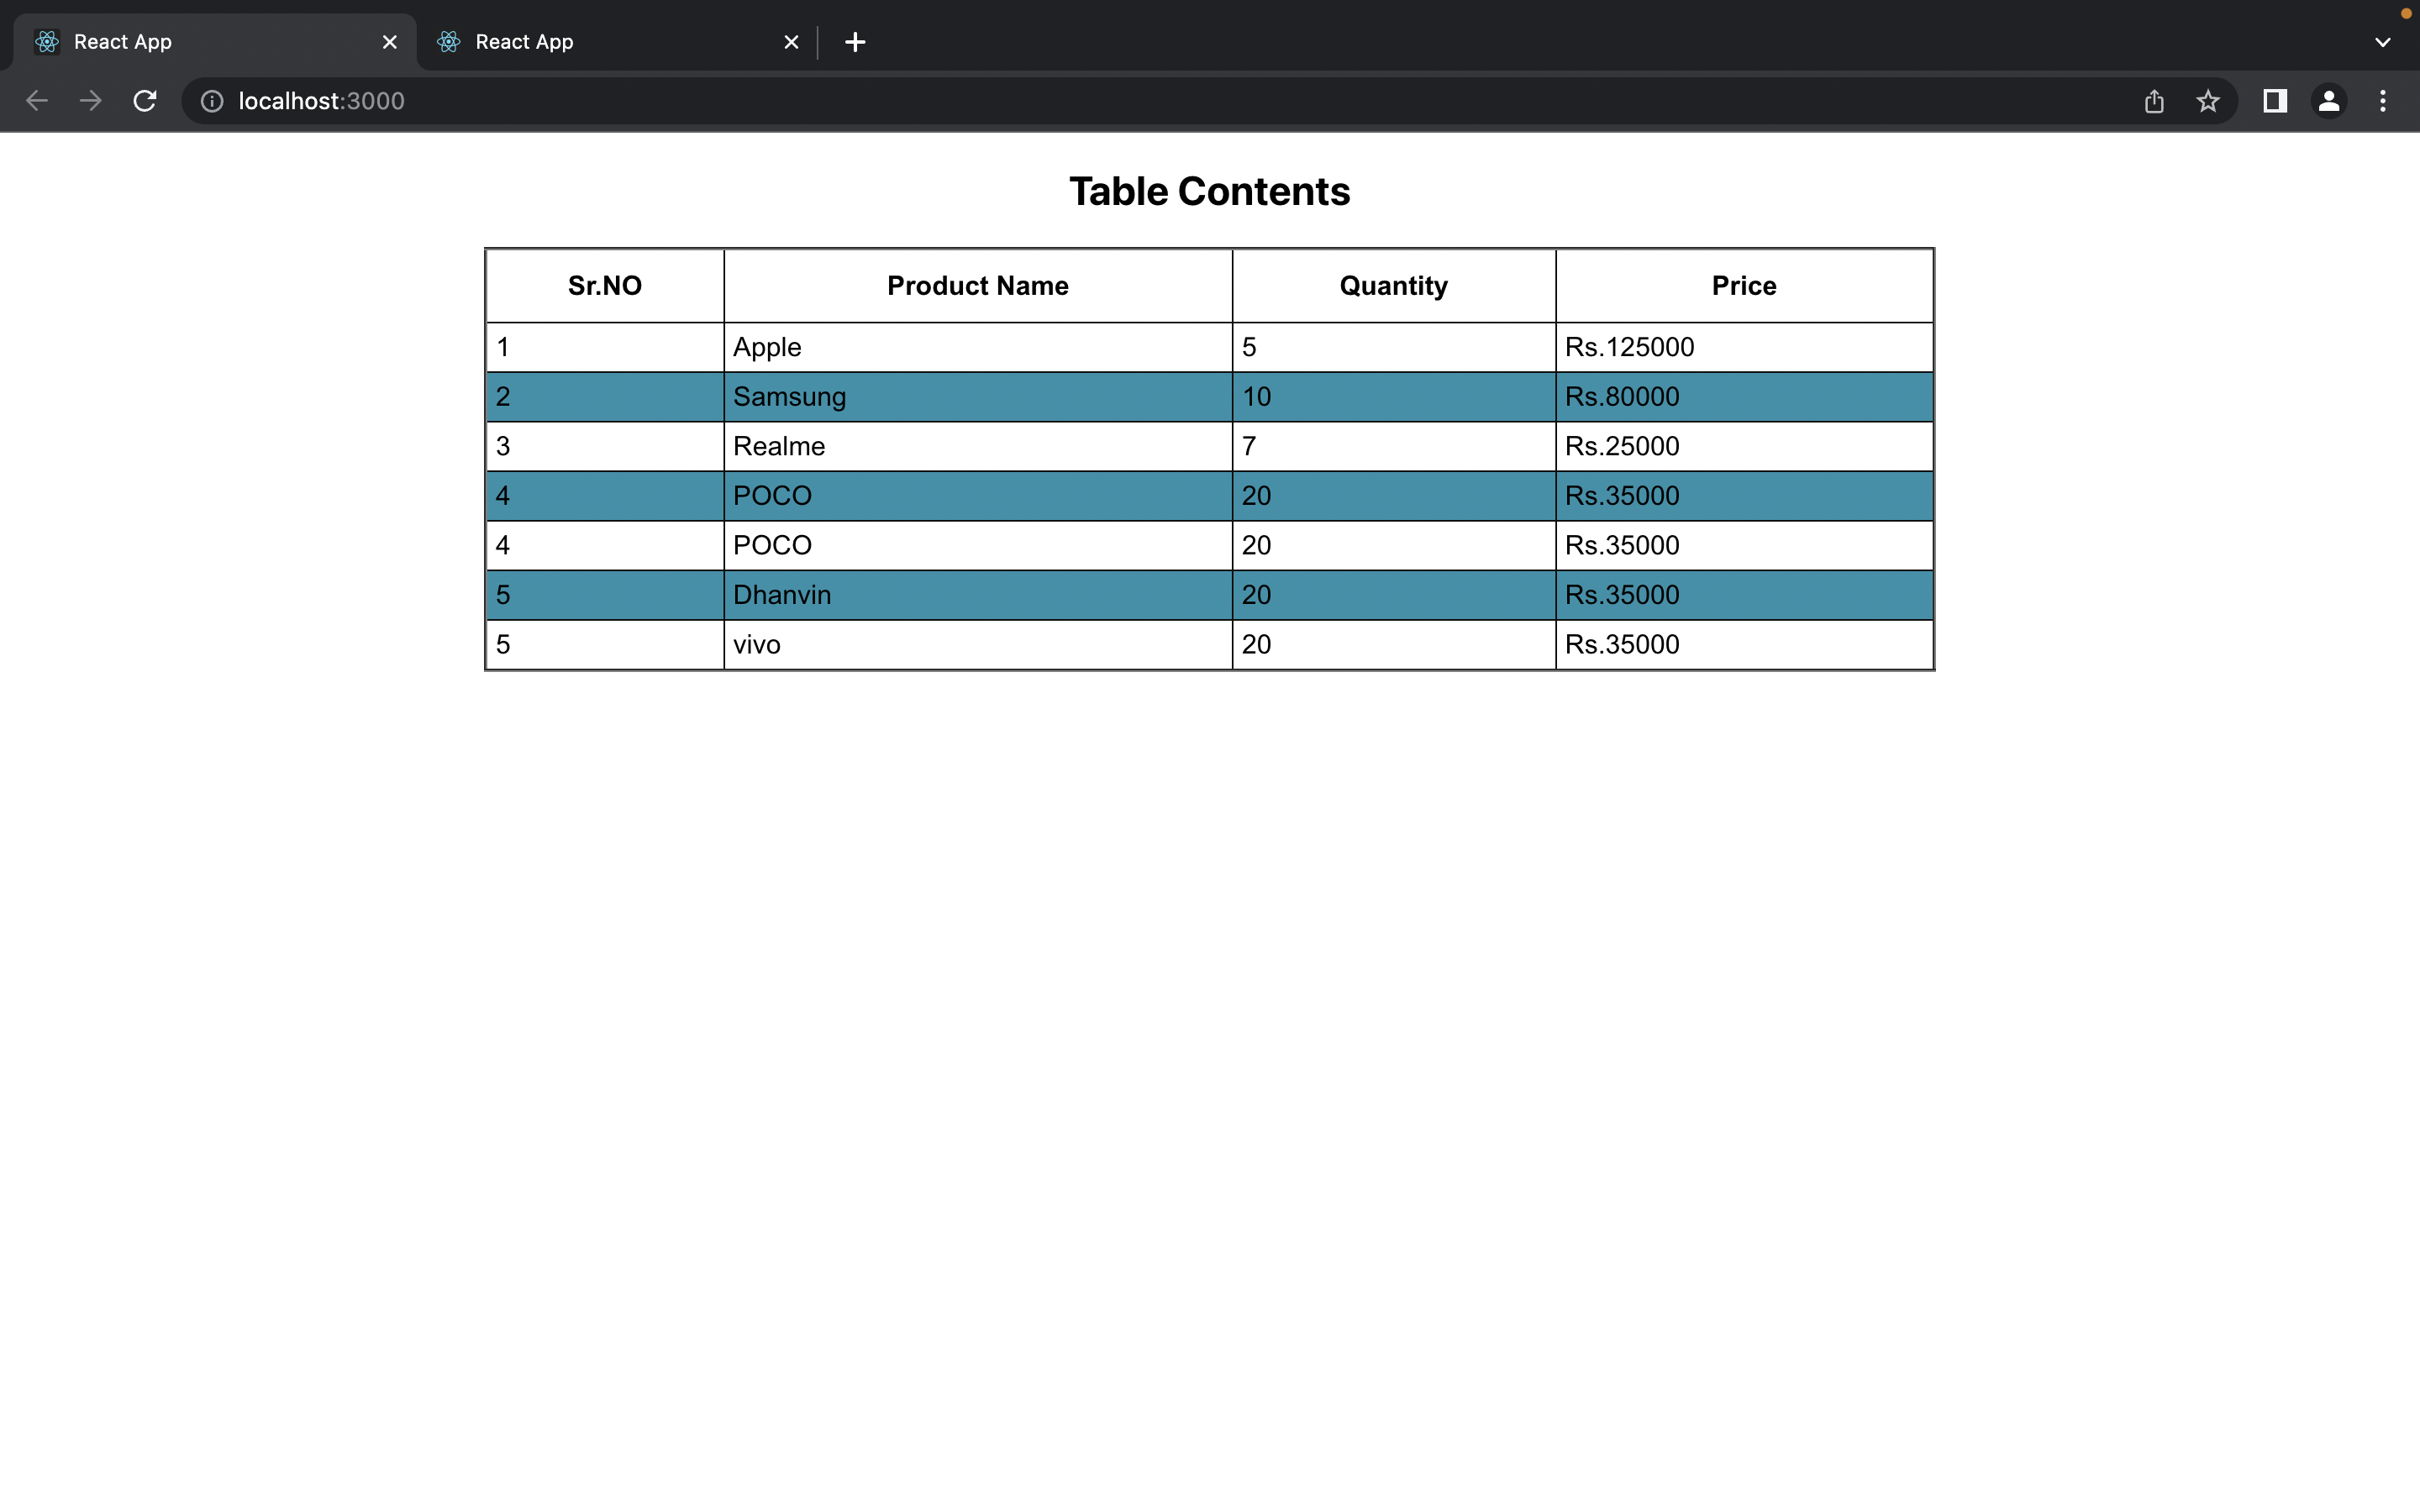 React App
React App
localhost:3000
Table Contents
Sr.NO Product Name Quantity Price
1 Apple 5 Rs.125000
2 Samsung 10 Rs.80000
3 Realme 7 Rs.25000
4 POCO 20 Rs.35000
4 POCO 20 Rs.35000
5 Dhanvin 20 Rs.35000
5 vivo 20 Rs.35000